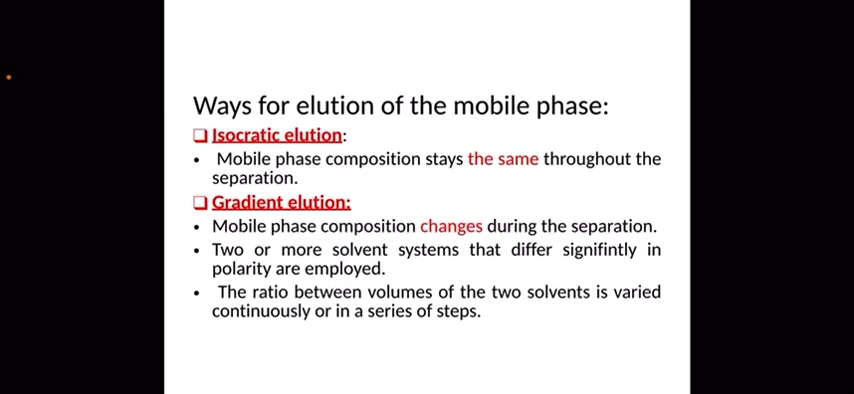 Ways for elution of the mobile phase:
❑ Isocratic elution:
• Mobile phase composition stays the same throughout the
separation.
❑ Gradient elution:
• Mobile phase composition changes during the separation.
• Two or more solvent systems that differ signifintly in
polarity are employed.
• The ratio between volumes of the two solvents is varied
continuously or in a series of steps.